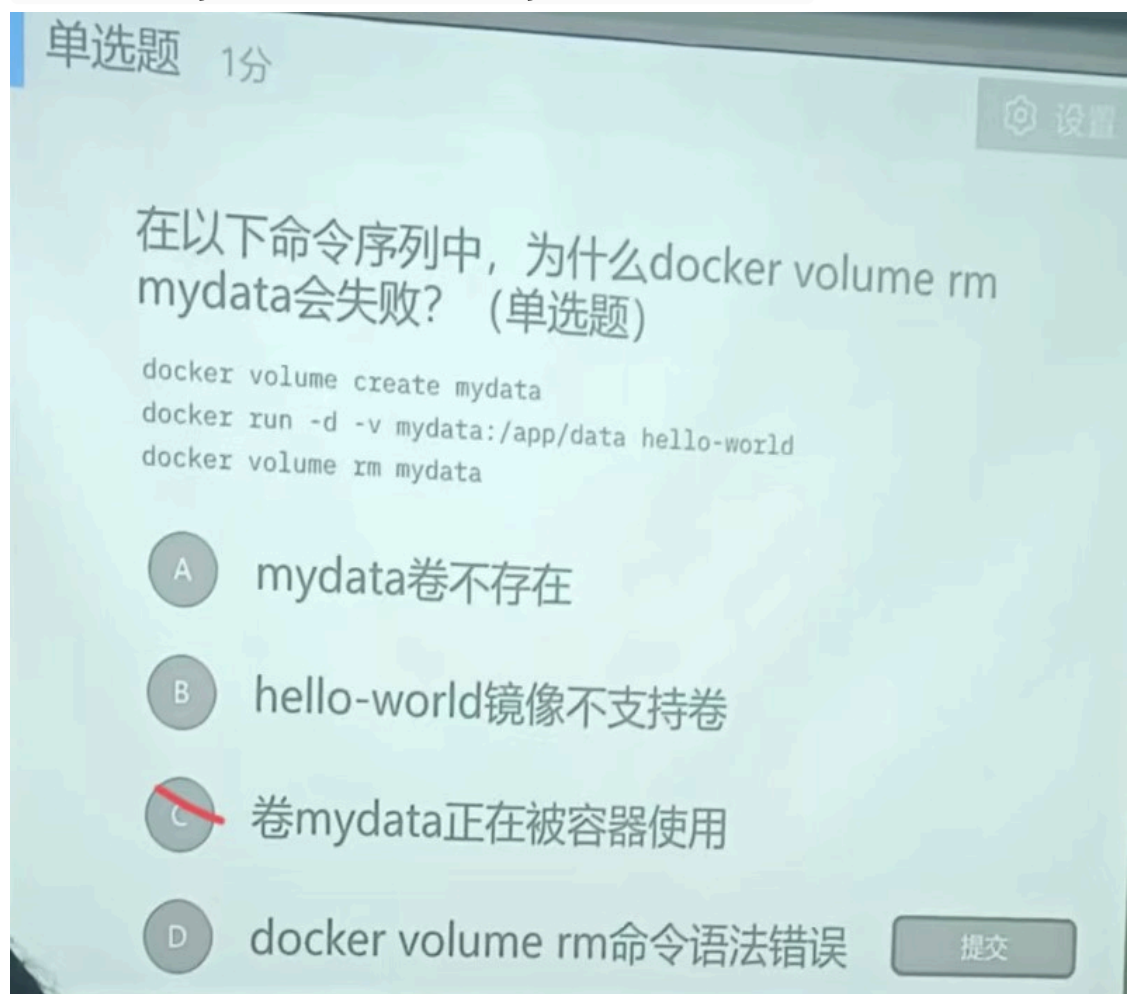 单选题 1分
设置
在以下命令序列中，为什么docker volume rm
mydata会失败？（单选题）
docker volume create mydata
docker run -d -v mydata:/app/data hello-world
docker volume rm mydata
A mydata卷不存在
B hello-world镜像不支持卷
C 卷mydata正在被容器使用
D docker volume rm命令语法错误
提交